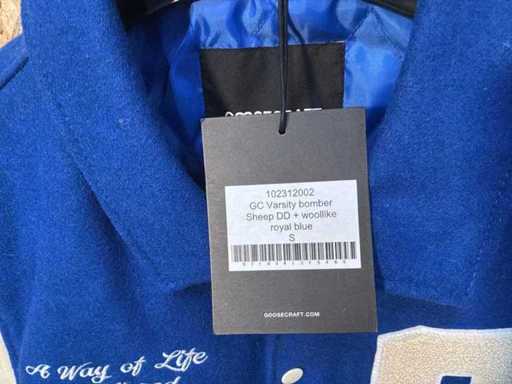 GOOSECRAFT
102312002
GC Varsity bomber
Sheep DD + woollike
royal blue
S
GOOSECRAFT.COM
A Way of Life